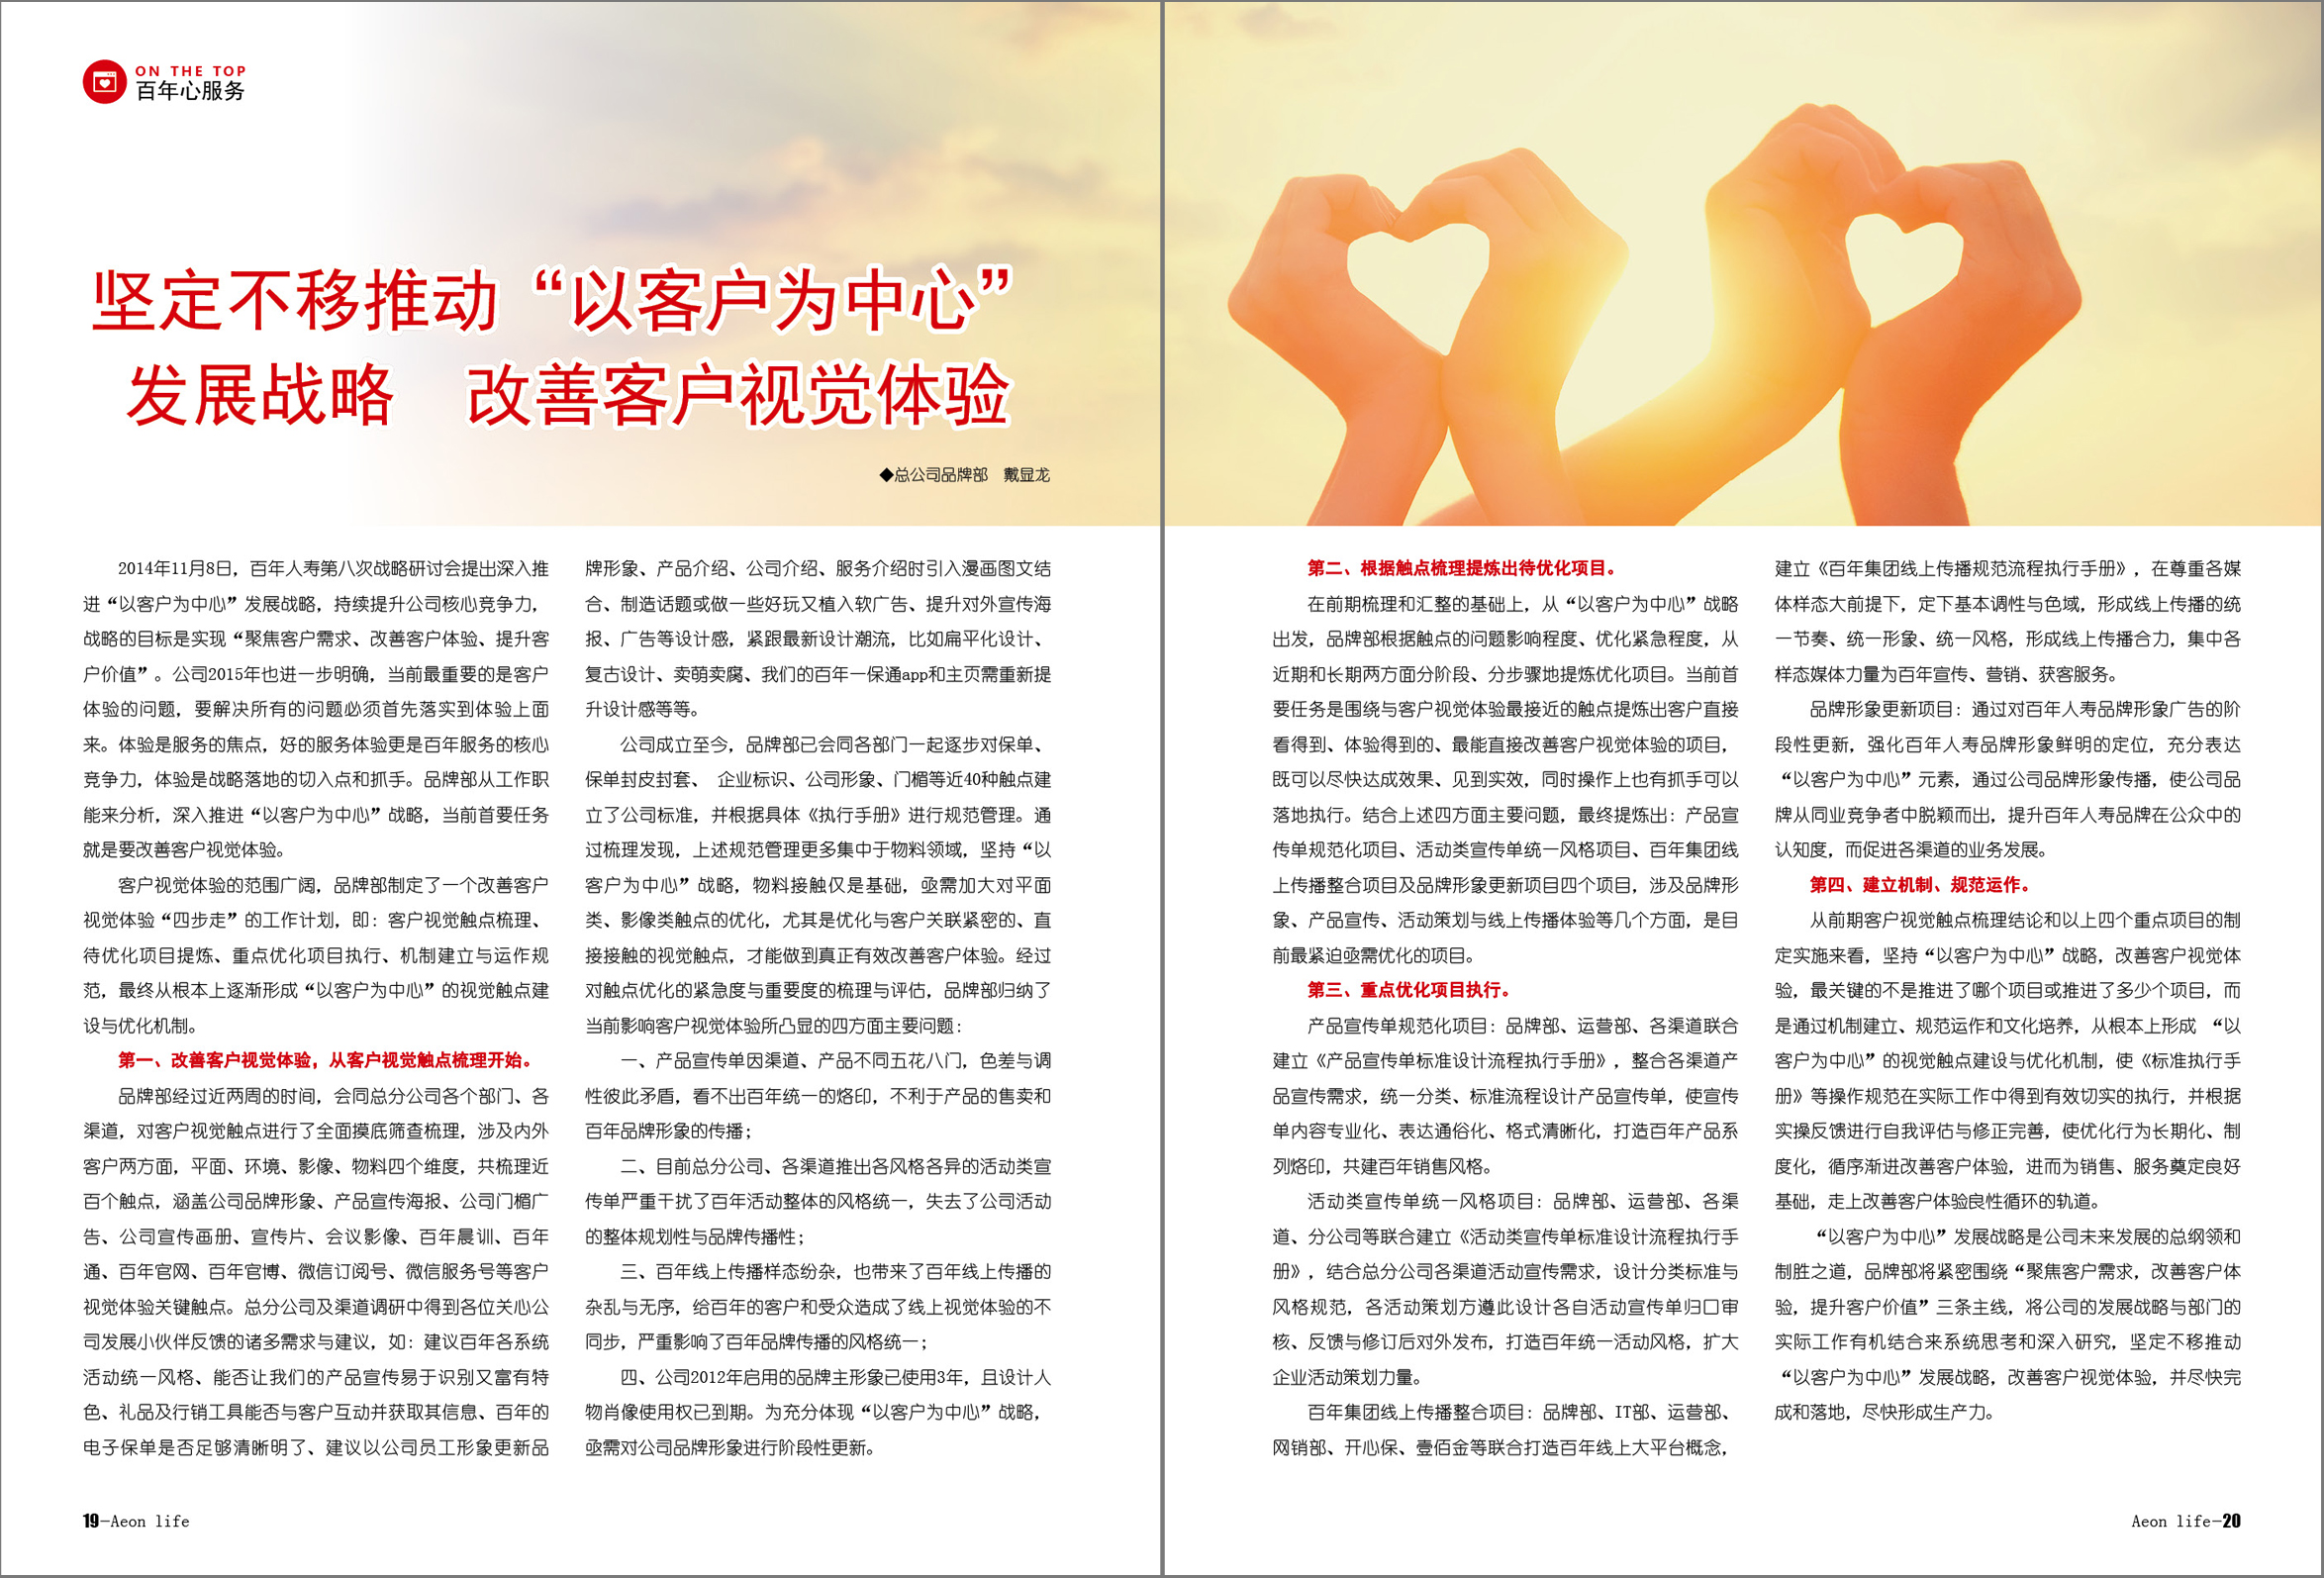 ON THE TOP
百年心服务
坚定不移推动“以客户为中心”
发展战略　改善客户视觉体验
◆总公司品牌部　戴显龙
2014年11月8日，百年人寿第八次战略研讨会提出深入推
进“以客户为中心”发展战略，持续提升公司核心竞争力，
战略的目标是实现“聚焦客户需求、改善客户体验、提升客
户价值”。公司2015年也进一步明确，当前最重要的是客户
体验的问题，要解决所有的问题必须首先落实到体验上面
来。体验是服务的焦点，好的服务体验更是百年服务的核心
竞争力，体验是战略落地的切入点和抓手。品牌部从工作职
能来分析，深入推进“以客户为中心”战略，当前首要任务
就是要改善客户视觉体验。
客户视觉体验的范围广阔，品牌部制定了一个改善客户
视觉体验“四步走”的工作计划，即：客户视觉触点梳理、
待优化项目提炼、重点优化项目执行、机制建立与运作规
范，最终从根本上逐渐形成“以客户为中心”的视觉触点建
设与优化机制。
第一、改善客户视觉体验，从客户视觉触点梳理开始。
品牌部经过近两周的时间，会同总分公司各个部门、各
渠道，对客户视觉触点进行了全面摸底筛查梳理，涉及内外
客户两方面，平面、环境、影像、物料四个维度，共梳理近
百个触点，涵盖公司品牌形象、产品宣传海报、公司门楣广
告、公司宣传画册、宣传片、会议影像、百年晨训、百年
通、百年官网、百年官博、微信订阅号、微信服务号等客户
视觉体验关键触点。总分公司及渠道调研中得到各位关心公
司发展小伙伴反馈的诸多需求与建议，如：建议百年各系统
活动统一风格、能否让我们的产品宣传易于识别又富有特
色、礼品及行销工具能否与客户互动并获取其信息、百年的
电子保单是否足够清晰明了、建议以公司员工形象更新品
牌形象、产品介绍、公司介绍、服务介绍时引入漫画图文结
合、制造话题或做一些好玩又植入软广告、提升对外宣传海
报、广告等设计感，紧跟最新设计潮流，比如扁平化设计、
复古设计、卖萌卖腐、我们的百年一保通app和主页需重新提
升设计感等等。
公司成立至今，品牌部已会同各部门一起逐步对保单、
保单封皮封套、 企业标识、公司形象、门楣等近40种触点建
立了公司标准，并根据具体《执行手册》进行规范管理。通
过梳理发现，上述规范管理更多集中于物料领域，坚持“以
客户为中心”战略，物料接触仅是基础，亟需加大对平面
类、影像类触点的优化，尤其是优化与客户关联紧密的、直
接接触的视觉触点，才能做到真正有效改善客户体验。经过
对触点优化的紧急度与重要度的梳理与评估，品牌部归纳了
当前影响客户视觉体验所凸显的四方面主要问题：
一、产品宣传单因渠道、产品不同五花八门，色差与调
性彼此矛盾，看不出百年统一的烙印，不利于产品的售卖和
百年品牌形象的传播；
二、目前总分公司、各渠道推出各风格各异的活动类宣
传单严重干扰了百年活动整体的风格统一，失去了公司活动
的整体规划性与品牌传播性；
三、百年线上传播样态纷杂，也带来了百年线上传播的
杂乱与无序，给百年的客户和受众造成了线上视觉体验的不
同步，严重影响了百年品牌传播的风格统一；
四、公司2012年启用的品牌主形象已使用3年，且设计人
物肖像使用权已到期。为充分体现“以客户为中心”战略，
亟需对公司品牌形象进行阶段性更新。
19—Aeon life
第二、根据触点梳理提炼出待优化项目。
在前期梳理和汇整的基础上，从“以客户为中心”战略
出发，品牌部根据触点的问题影响程度、优化紧急程度，从
近期和长期两方面分阶段、分步骤地提炼优化项目。当前首
要任务是围绕与客户视觉体验最接近的触点提炼出客户直接
看得到、体验得到的、最能直接改善客户视觉体验的项目，
既可以尽快达成效果、见到实效，同时操作上也有抓手可以
落地执行。结合上述四方面主要问题，最终提炼出：产品宣
传单规范化项目、活动类宣传单统一风格项目、百年集团线
上传播整合项目及品牌形象更新项目四个项目，涉及品牌形
象、产品宣传、活动策划与线上传播体验等几个方面，是目
前最紧迫亟需优化的项目。
第三、重点优化项目执行。
产品宣传单规范化项目：品牌部、运营部、各渠道联合
建立《产品宣传单标准设计流程执行手册》，整合各渠道产
品宣传需求，统一分类、标准流程设计产品宣传单，使宣传
单内容专业化、表达通俗化、格式清晰化，打造百年产品系
列烙印，共建百年销售风格。
活动类宣传单统一风格项目：品牌部、运营部、各渠
道、分公司等联合建立《活动类宣传单标准设计流程执行手
册》，结合总分公司各渠道活动宣传需求，设计分类标准与
风格规范，各活动策划方遵此设计各自活动宣传单归口审
核、反馈与修订后对外发布，打造百年统一活动风格，扩大
企业活动策划力量。
百年集团线上传播整合项目：品牌部、IT部、运营部、
网销部、开心保、壹佰金等联合打造百年线上大平台概念，
建立《百年集团线上传播规范流程执行手册》，在尊重各媒
体样态大前提下，定下基本调性与色域，形成线上传播的统
一节奏、统一形象、统一风格，形成线上传播合力，集中各
样态媒体力量为百年宣传、营销、获客服务。
品牌形象更新项目：通过对百年人寿品牌形象广告的阶
段性更新，强化百年人寿品牌形象鲜明的定位，充分表达
“以客户为中心”元素，通过公司品牌形象传播，使公司品
牌从同业竞争者中脱颖而出，提升百年人寿品牌在公众中的
认知度，而促进各渠道的业务发展。
第四、建立机制、规范运作。
从前期客户视觉触点梳理结论和以上四个重点项目的制
定实施来看，坚持“以客户为中心”战略，改善客户视觉体
验，最关键的不是推进了哪个项目或推进了多少个项目，而
是通过机制建立、规范运作和文化培养，从根本上形成 “以
客户为中心”的视觉触点建设与优化机制，使《标准执行手
册》等操作规范在实际工作中得到有效切实的执行，并根据
实操反馈进行自我评估与修正完善，使优化行为长期化、制
度化，循序渐进改善客户体验，进而为销售、服务奠定良好
基础，走上改善客户体验良性循环的轨道。
“以客户为中心”发展战略是公司未来发展的总纲领和
制胜之道，品牌部将紧密围绕“聚焦客户需求，改善客户体
验，提升客户价值”三条主线，将公司的发展战略与部门的
实际工作有机结合来系统思考和深入研究，坚定不移推动
“以客户为中心”发展战略，改善客户视觉体验，并尽快完
成和落地，尽快形成生产力。
Aeon life—20